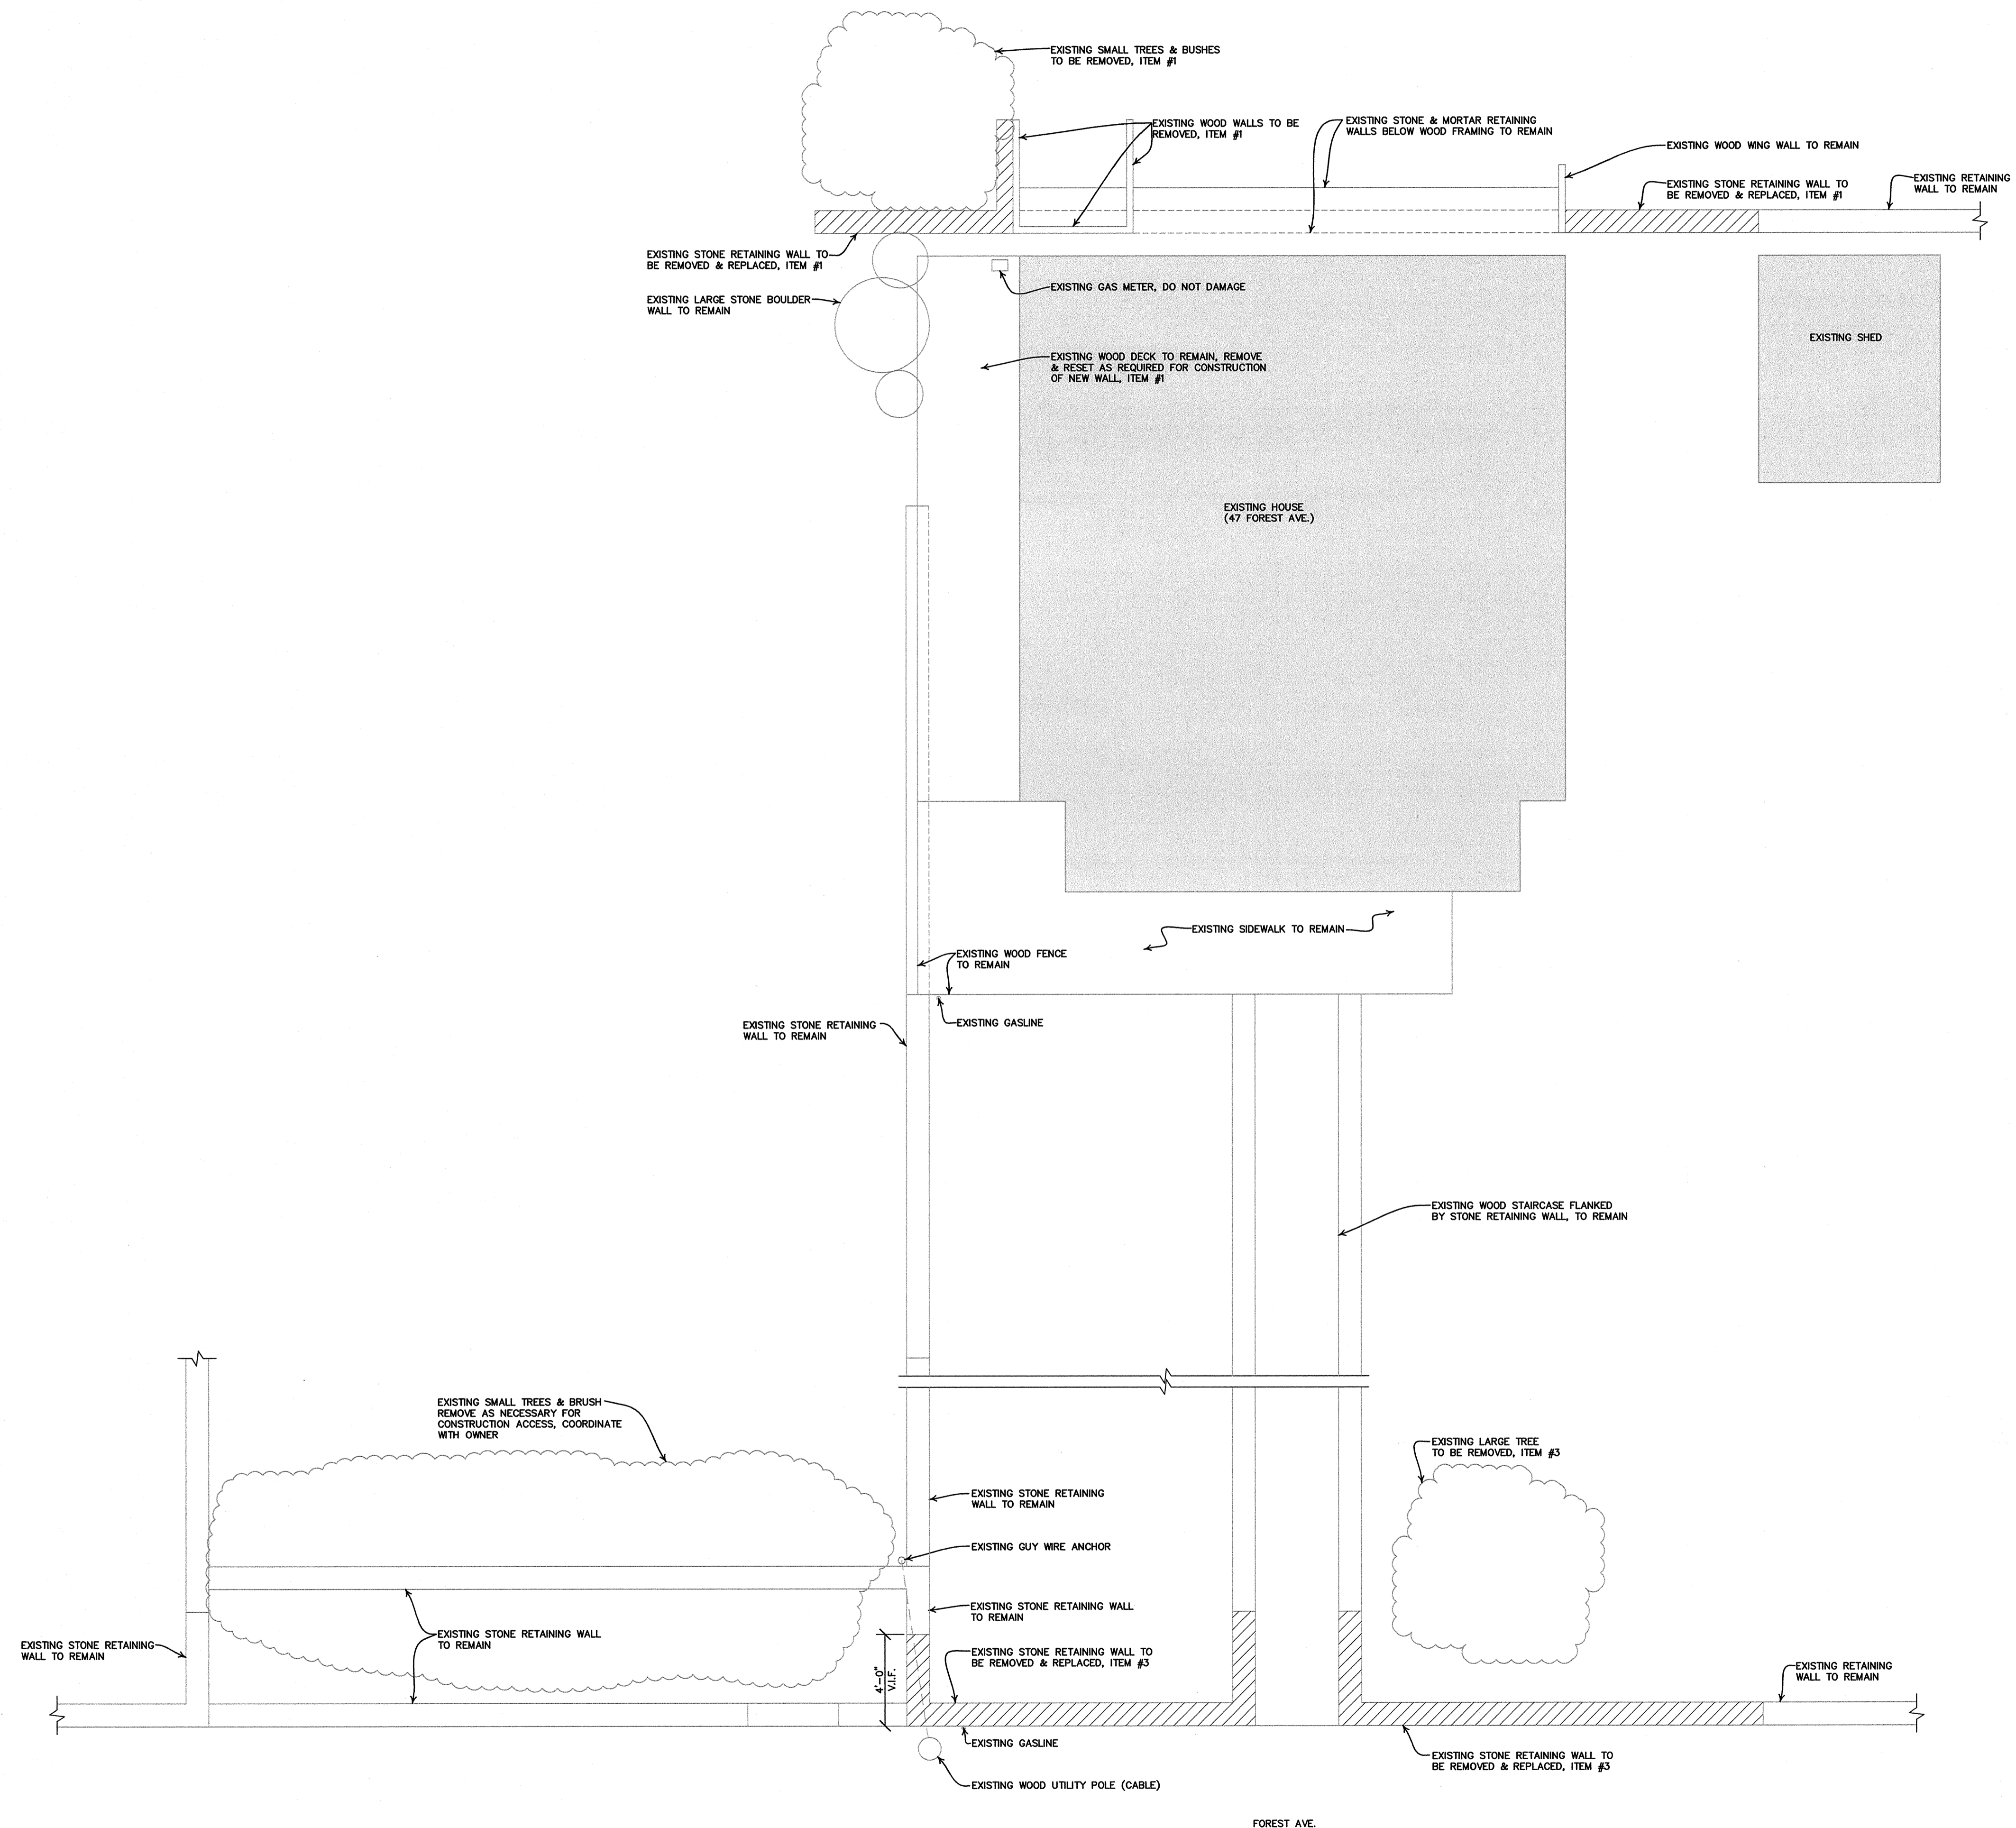 EXISTING SMALL TREES & BUSHES
TO BE REMOVED, ITEM #1
EXISTING WOOD WALLS TO BE
REMOVED, ITEM #1
EXISTING STONE & MORTAR RETAINING
WALLS BELOW WOOD FRAMING TO REMAIN
EXISTING WOOD WING WALL TO REMAIN
EXISTING STONE RETAINING WALL TO
BE REMOVED & REPLACED, ITEM #1
EXISTING RETAINING
WALL TO REMAIN
EXISTING STONE RETAINING WALL TO
BE REMOVED & REPLACED, ITEM #1
EXISTING LARGE STONE BOULDER
WALL TO REMAIN
EXISTING GAS METER, DO NOT DAMAGE
EXISTING WOOD DECK TO REMAIN, REMOVE
& RESET AS REQUIRED FOR CONSTRUCTION
OF NEW WALL, ITEM #1
EXISTING SHED
EXISTING HOUSE
(47 FOREST AVE.)
EXISTING SIDEWALK TO REMAIN
EXISTING WOOD FENCE
TO REMAIN
EXISTING GASLINE
EXISTING STONE RETAINING
WALL TO REMAIN
EXISTING WOOD STAIRCASE FLANKED
BY STONE RETAINING WALL, TO REMAIN
EXISTING SMALL TREES & BRUSH
REMOVE AS NECESSARY FOR
CONSTRUCTION ACCESS, COORDINATE
WITH OWNER
EXISTING LARGE TREE
TO BE REMOVED, ITEM #3
EXISTING STONE RETAINING
WALL TO REMAIN
EXISTING GUY WIRE ANCHOR
EXISTING STONE RETAINING WALL
TO REMAIN
EXISTING STONE RETAINING WALL
TO REMAIN
EXISTING STONE RETAINING
WALL TO REMAIN
EXISTING STONE RETAINING WALL TO
BE REMOVED & REPLACED, ITEM #3
4'-0"
V.I.F.
EXISTING RETAINING
WALL TO REMAIN
EXISTING GASLINE
EXISTING STONE RETAINING WALL TO
BE REMOVED & REPLACED, ITEM #3
EXISTING WOOD UTILITY POLE (CABLE)
FOREST AVE.